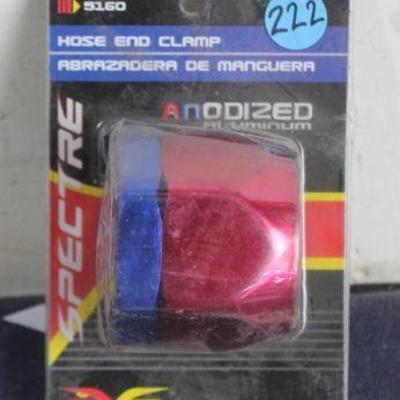 5160
222
HOSE END CLAMP
ABRAZADERA DE MANGUERA
ANODIZED
ALUMINUM
SPECTRE